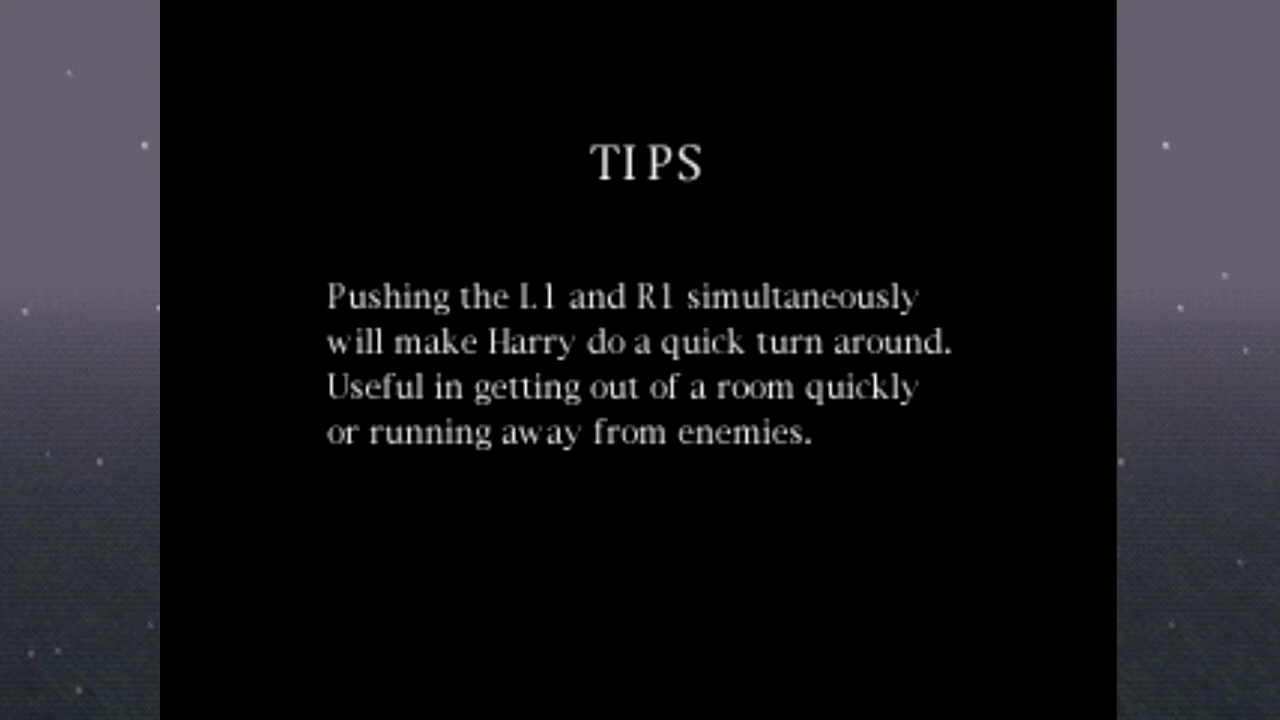 TIPS
Pushing the L1 and R1 simultaneously
will make Harry do a quick turn around.
Useful in getting out of a room quickly
or running away from enemies.